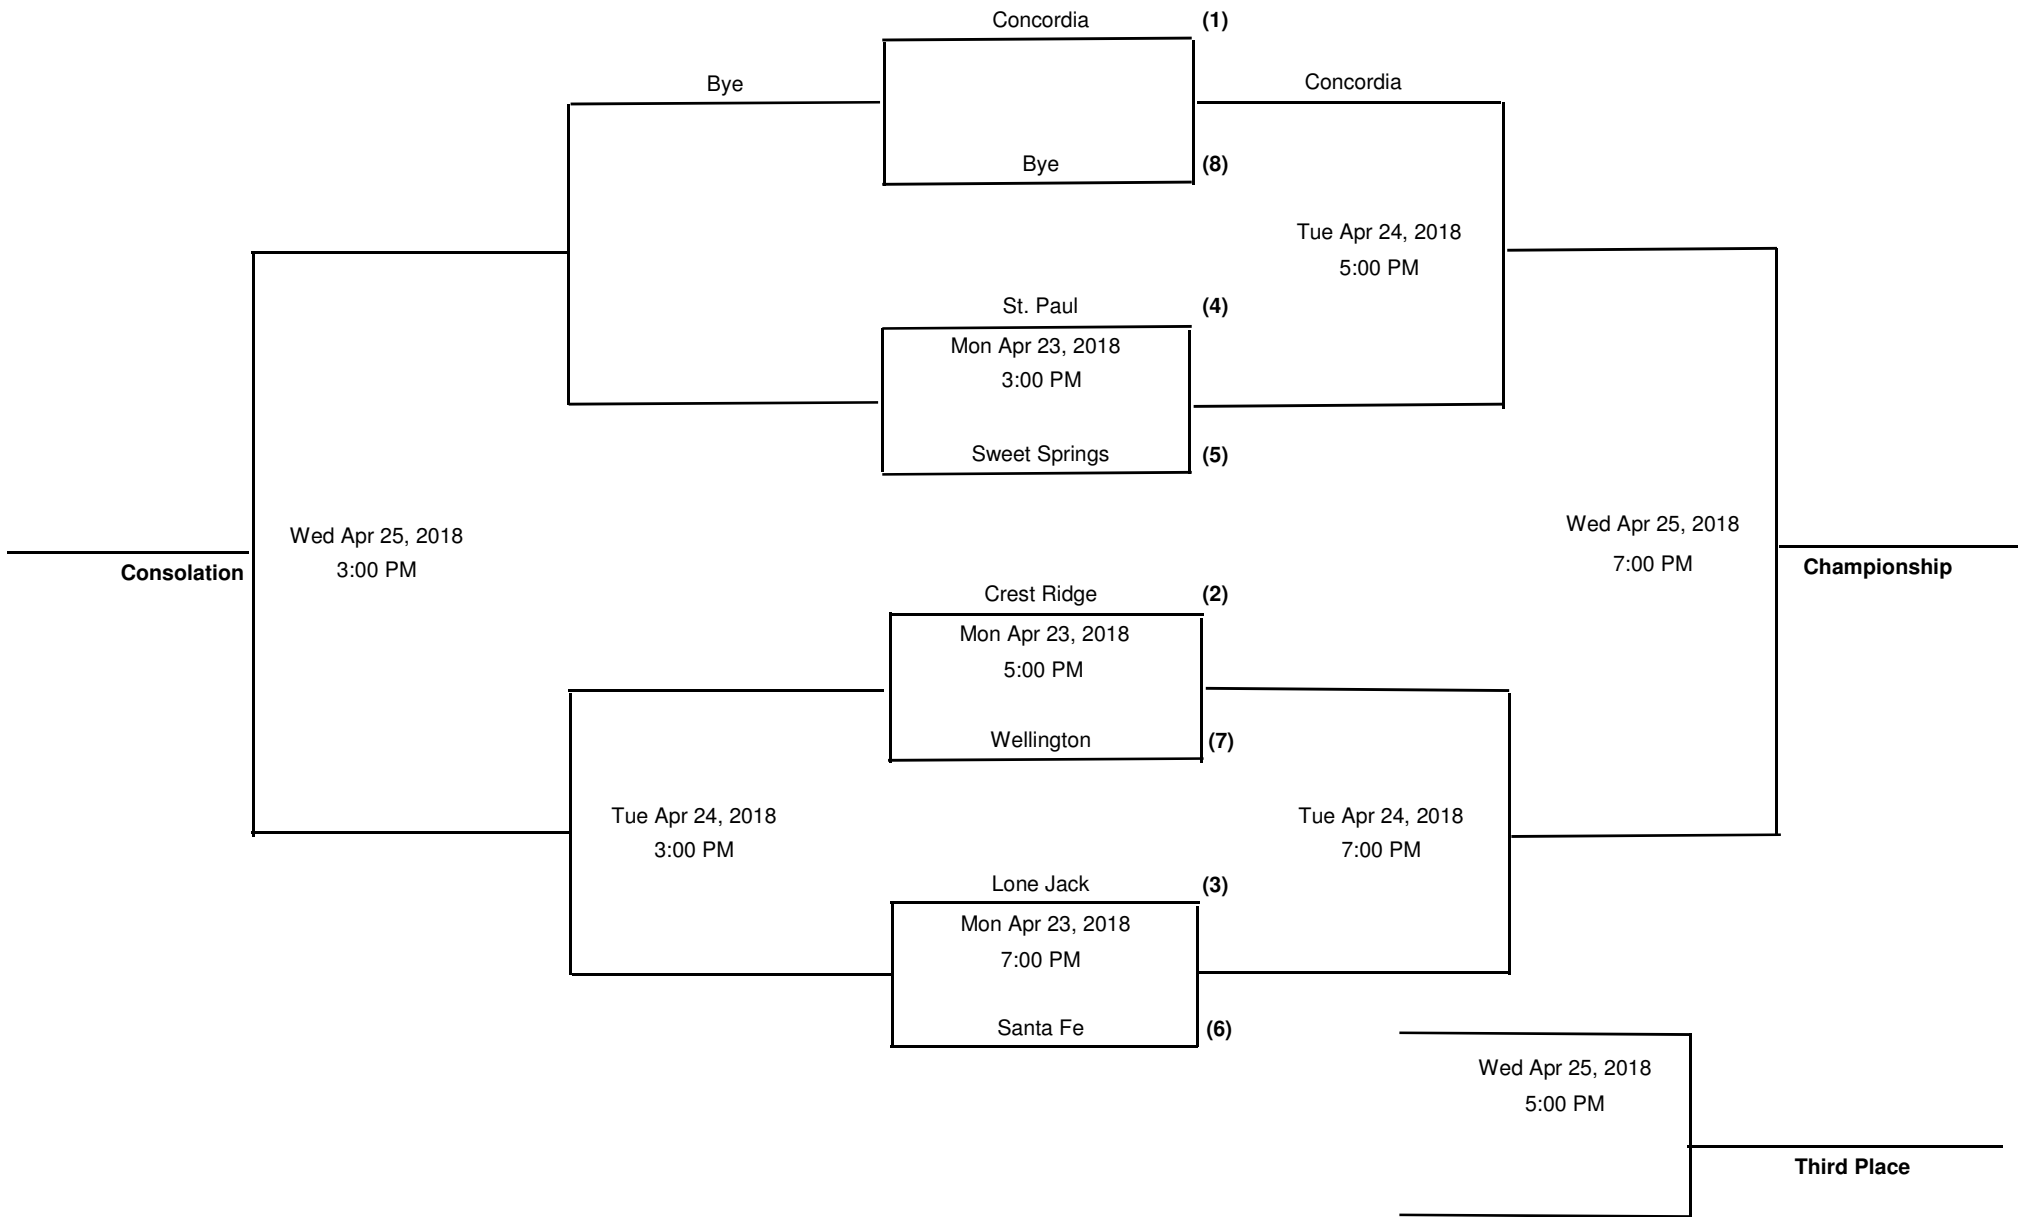 Concordia (1)
Bye
Concordia
Bye (8)
Tue Apr 24, 2018
5:00 PM
St. Paul (4)
Mon Apr 23, 2018
3:00 PM
Sweet Springs (5)
Wed Apr 25, 2018
3:00 PM
Consolation
Wed Apr 25, 2018
7:00 PM
Championship
Crest Ridge (2)
Mon Apr 23, 2018
5:00 PM
Wellington (7)
Tue Apr 24, 2018
3:00 PM
Tue Apr 24, 2018
7:00 PM
Lone Jack (3)
Mon Apr 23, 2018
7:00 PM
Santa Fe (6)
Wed Apr 25, 2018
5:00 PM
Third Place